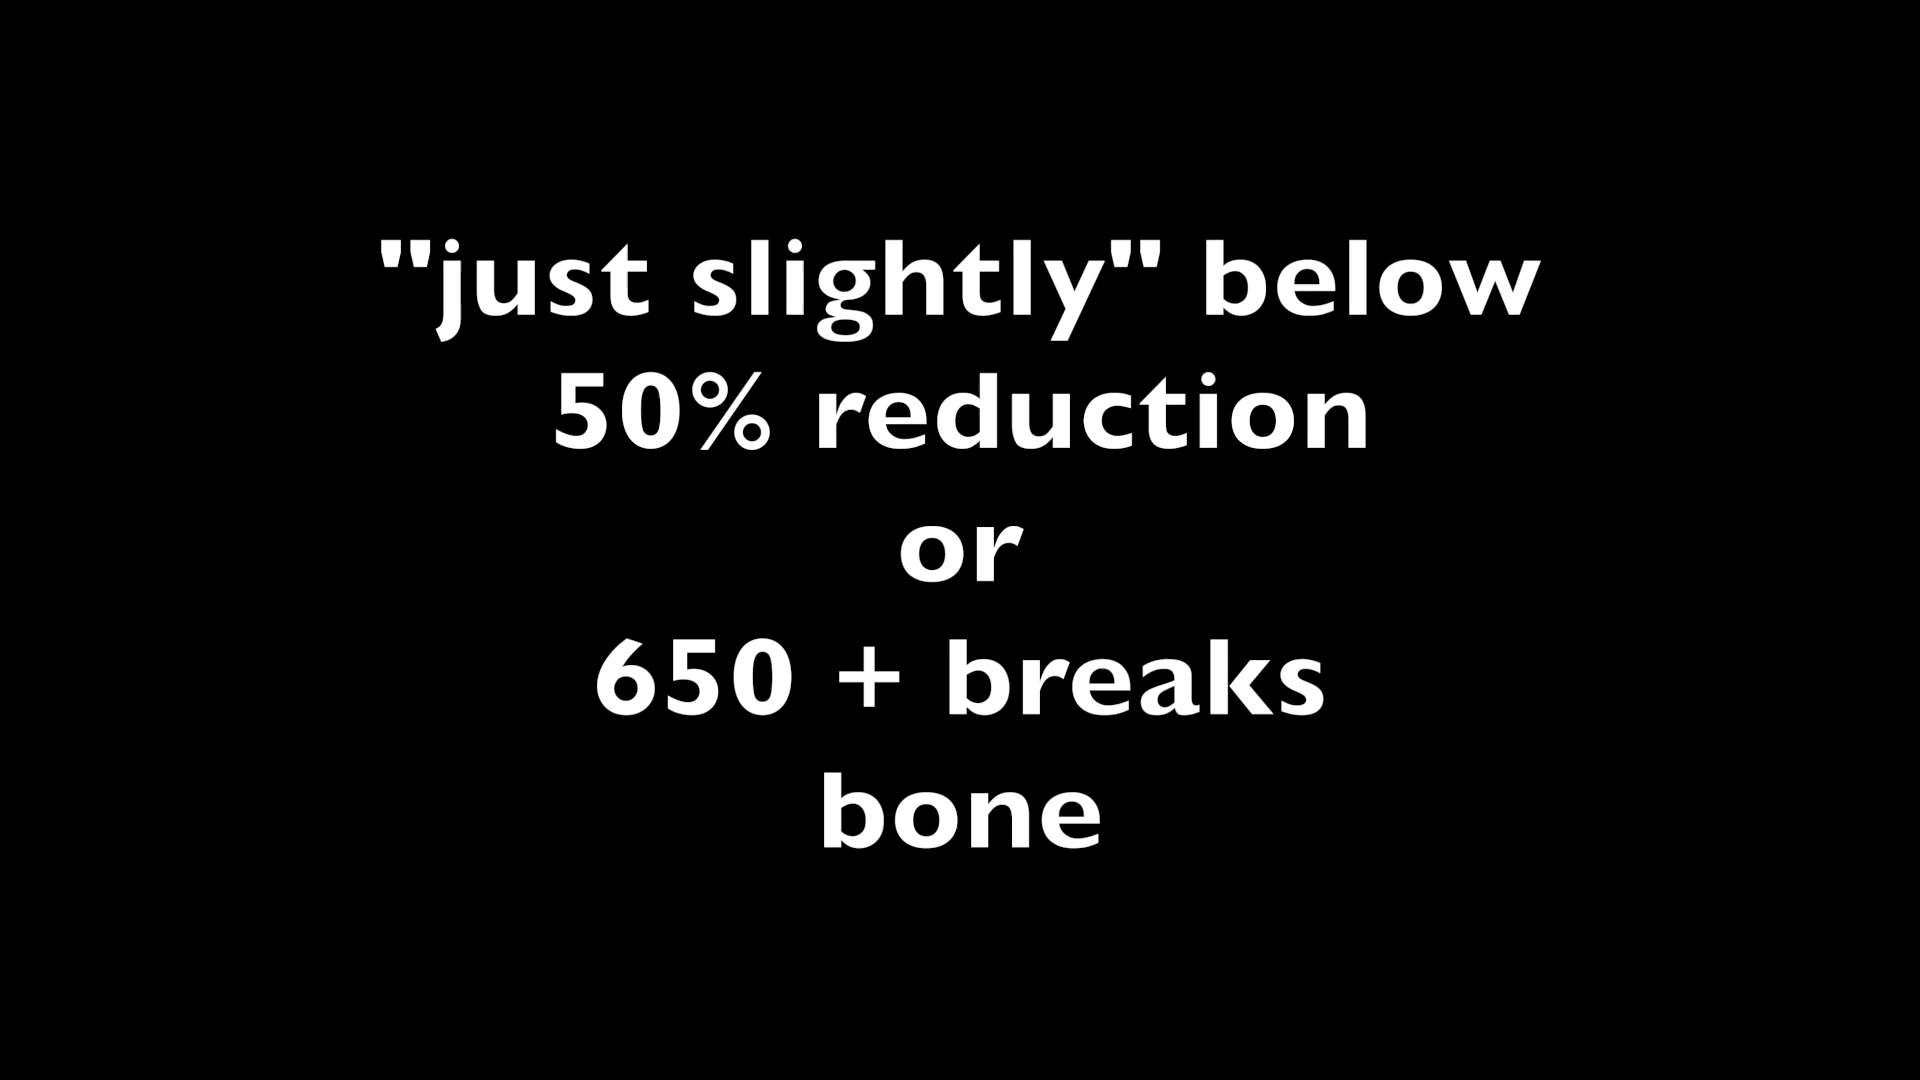 "just slightly" below
50% reduction
or
650 + breaks
bone